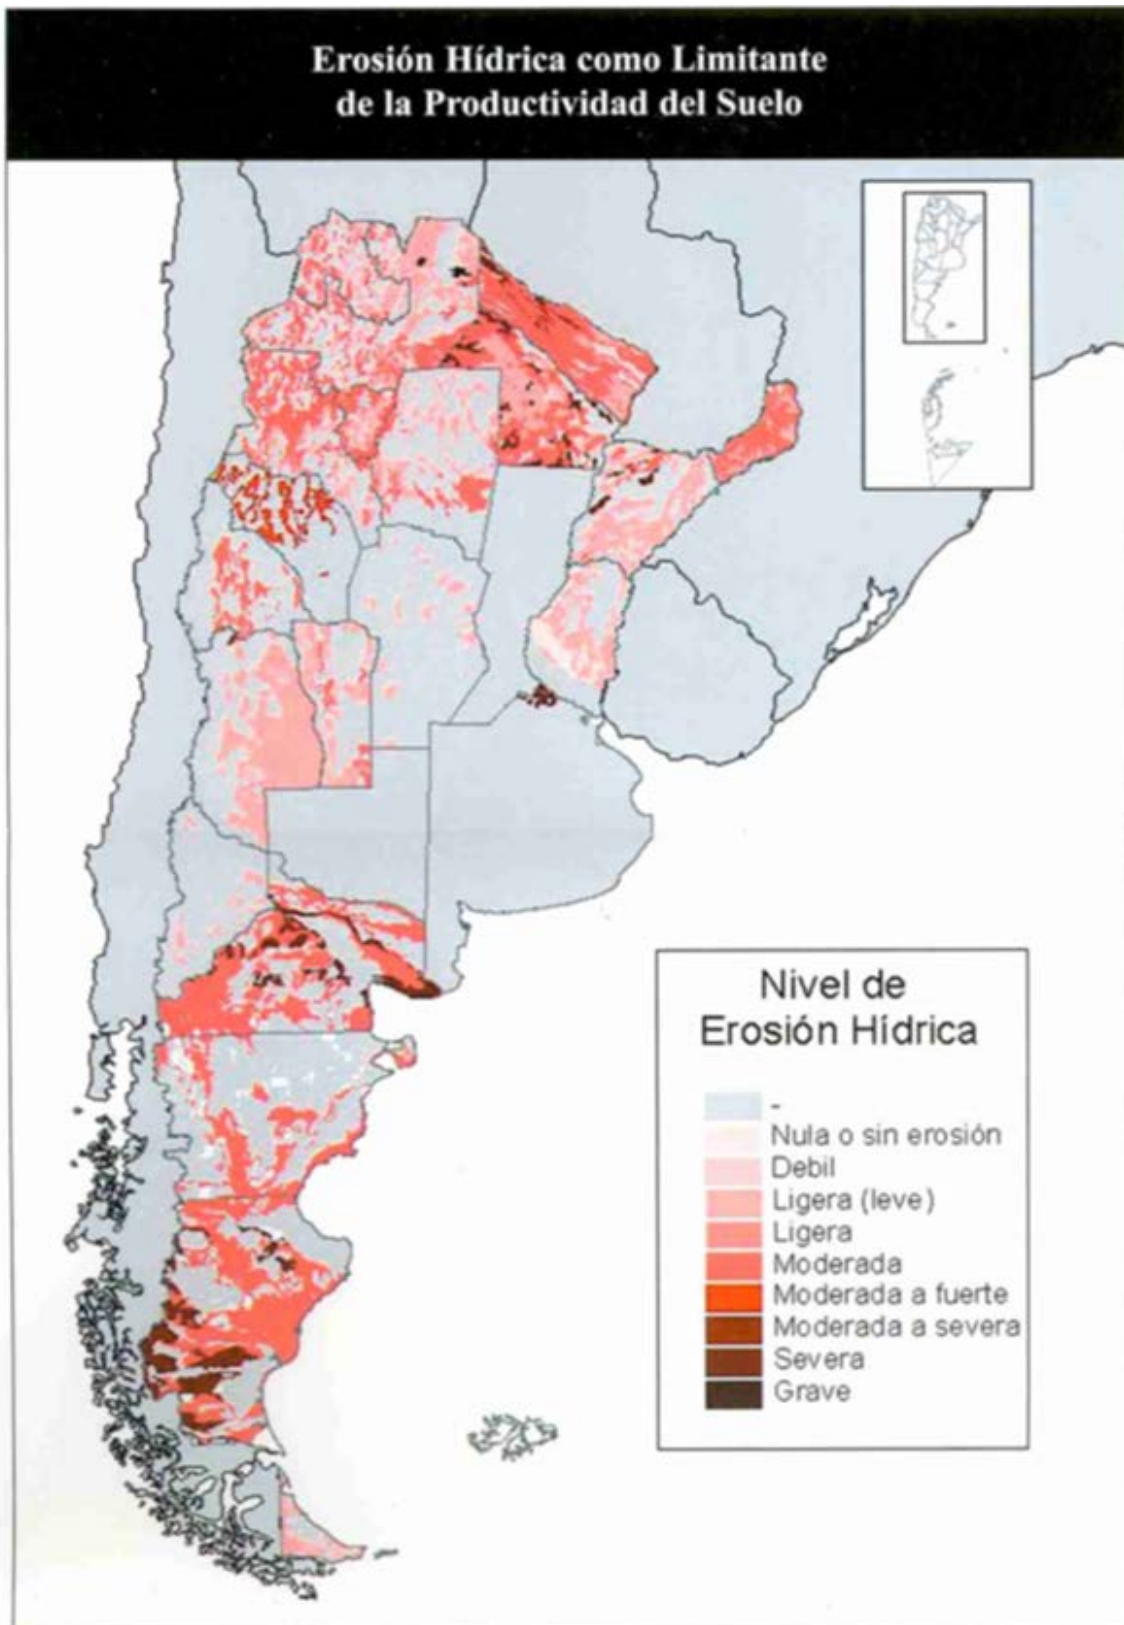 Erosión Hídrica como Limitante
de la Productividad del Suelo
Nivel de
Erosión Hídrica
-
Nula o sin erosión
Debil
Ligera (leve)
Ligera
Moderada
Moderada a fuerte
Moderada a severa
Severa
Grave